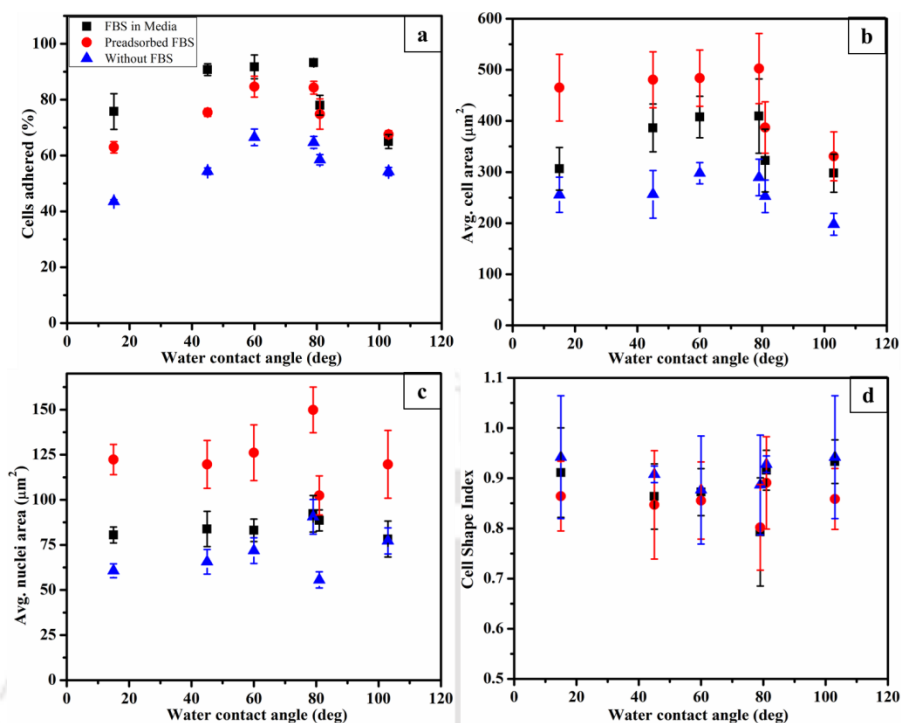 FBS in Media
Preadsorbed FBS
Without FBS
a
100
80
60
40
20
0
Cells adhered (%)
0 20 40 60 80 100 120
Water contact angle (deg)
b
600
500
400
300
200
100
0
Avg. cell area (µm²)
0 20 40 60 80 100 120
Water contact angle (deg)
c
150
125
100
75
50
25
0
Avg. nuclei area (µm²)
0 20 40 60 80 100 120
Water contact angle (deg)
d
1.1
1.0
0.9
0.8
0.7
0.6
0.5
Cell Shape Index
0 20 40 60 80 100 120
Water contact angle (deg)